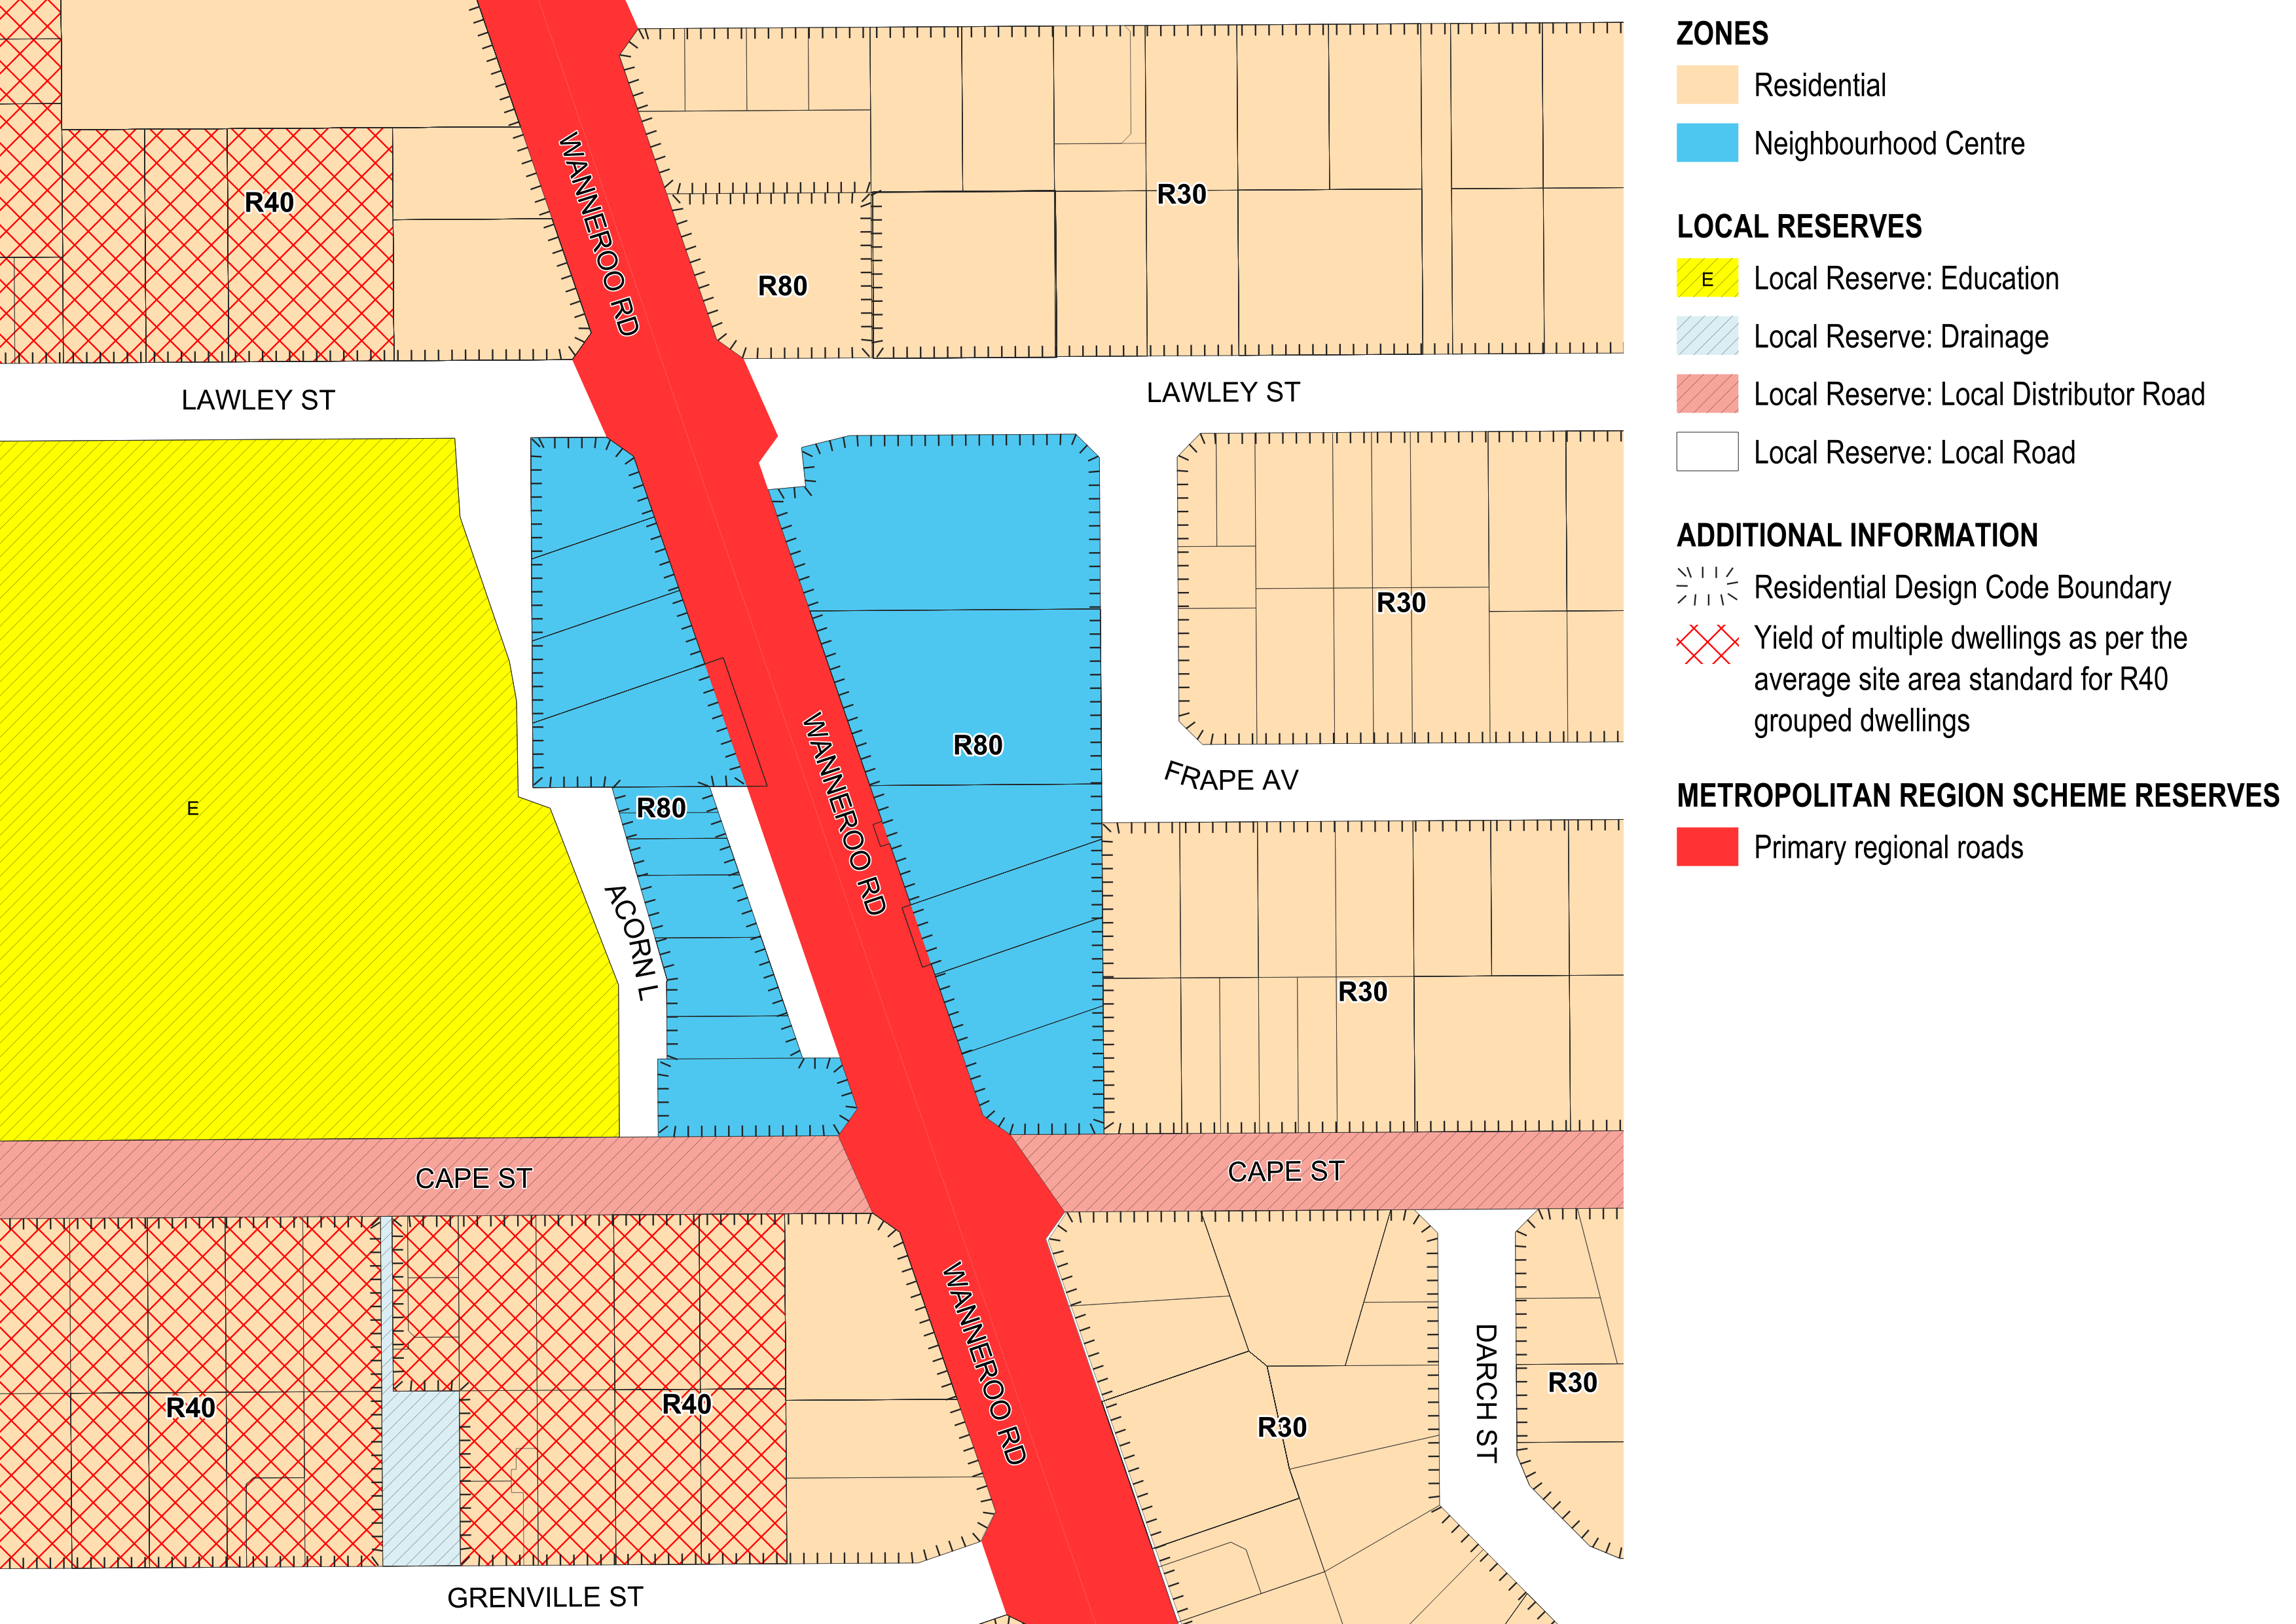 WANNEROO RD
R40
R30
R80
LAWLEY ST
LAWLEY ST
R30
WANNEROO RD
R80
FRAPE AV
R80
E
ACORN L
R30
CAPE ST
CAPE ST
WANNEROO RD
DARCH ST
R40
R40
R30
R30
GRENVILLE ST
ZONES
Residential
Neighbourhood Centre
LOCAL RESERVES
E
Local Reserve: Education
Local Reserve: Drainage
Local Reserve: Local Distributor Road
Local Reserve: Local Road
ADDITIONAL INFORMATION
Residential Design Code Boundary
Yield of multiple dwellings as per the
average site area standard for R40
grouped dwellings
METROPOLITAN REGION SCHEME RESERVES
Primary regional roads